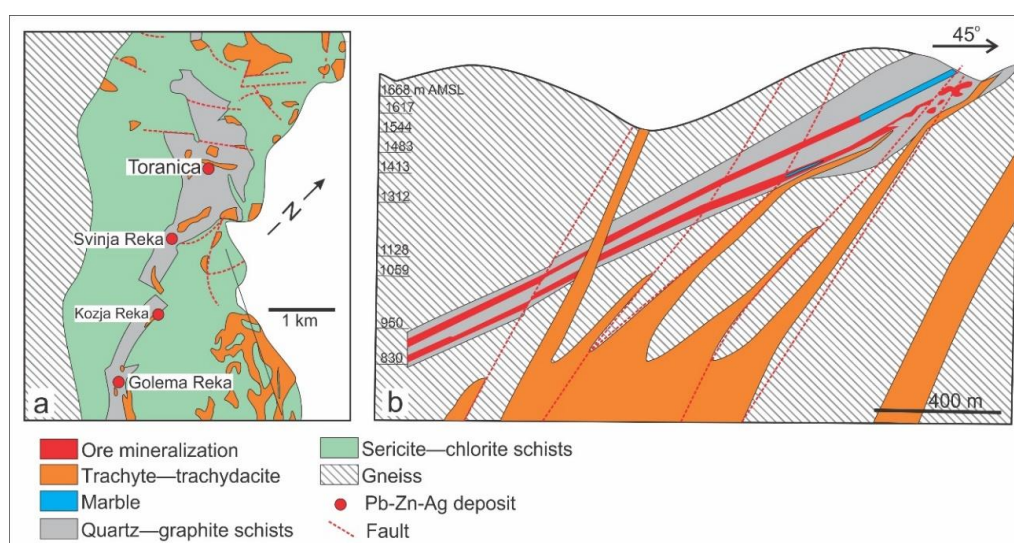 Toranica
Svinja Reka
Kozja Reka
Golema Reka
N
1 km
a
45°
1668 m AMSL
1617
1544
1483
1413
1312
1128
1059
950
830
b
400 m
Ore mineralization
Trachyte—trachydacite
Marble
Quartz—graphite schists
Sericite—chlorite schists
Gneiss
Pb-Zn-Ag deposit
Fault